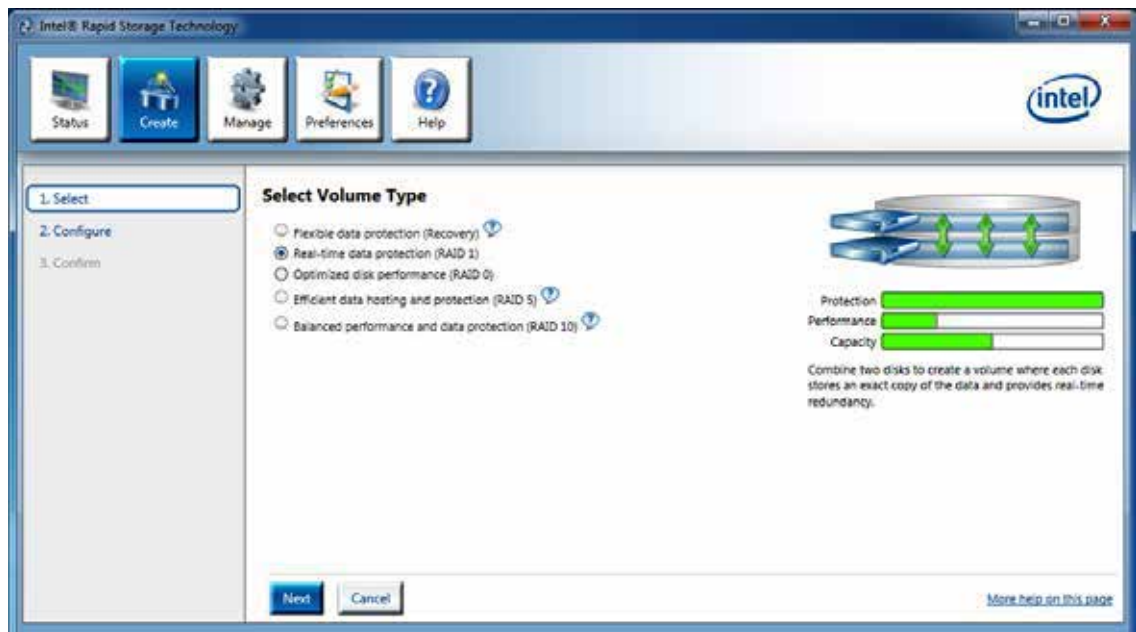 Intel® Rapid Storage Technology
Status
Create
Manage
Preferences
Help
intel
1. Select
2. Configure
3. Confirm
Select Volume Type
Flexible data protection (Recovery) ?
Real-time data protection (RAID 1)
Optimized disk performance (RAID 0)
Efficient data hosting and protection (RAID 5) ?
Balanced performance and data protection (RAID 10) ?
Protection
Performance
Capacity
Combine two disks to create a volume where each disk
stores an exact copy of the data and provides real-time
redundancy.
Next
Cancel
More help on this page